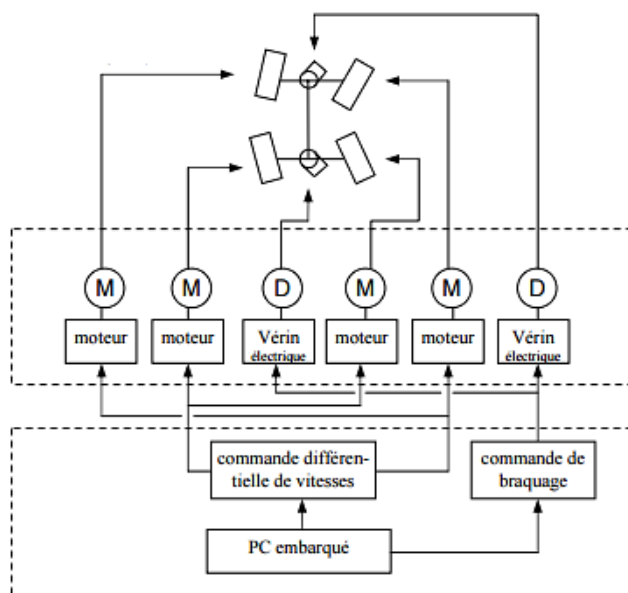 M M D M M D
moteur moteur Vérin moteur moteur Vérin
électrique électrique
commande différen-
tielle de vitesses
commande de
braquage
PC embarqué